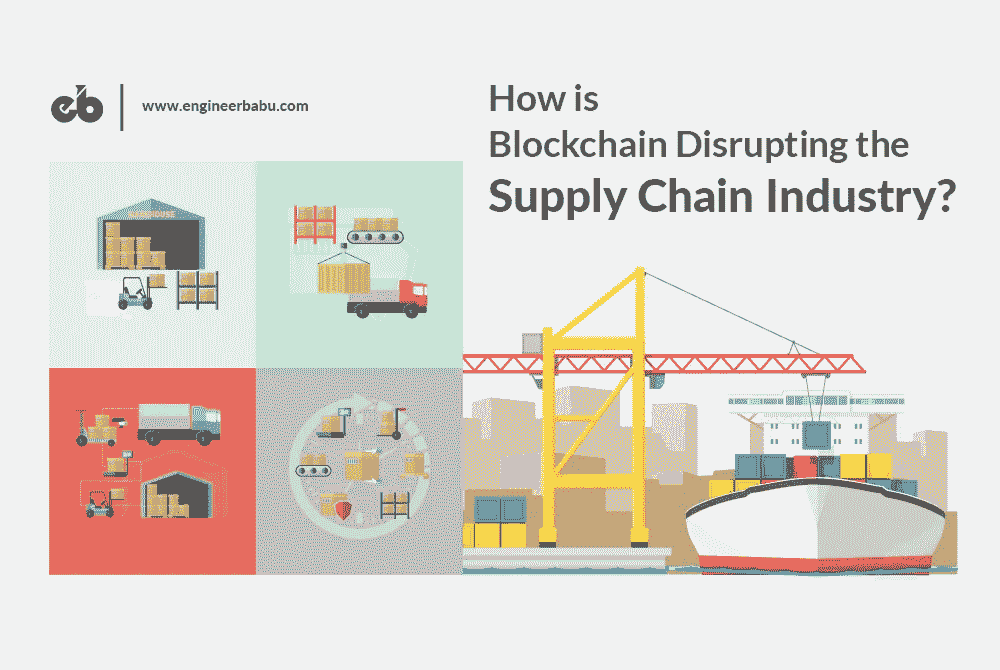 eb
www.engineerbabu.com
How is
Blockchain Disrupting the
Supply Chain Industry?
WAREHOUSE